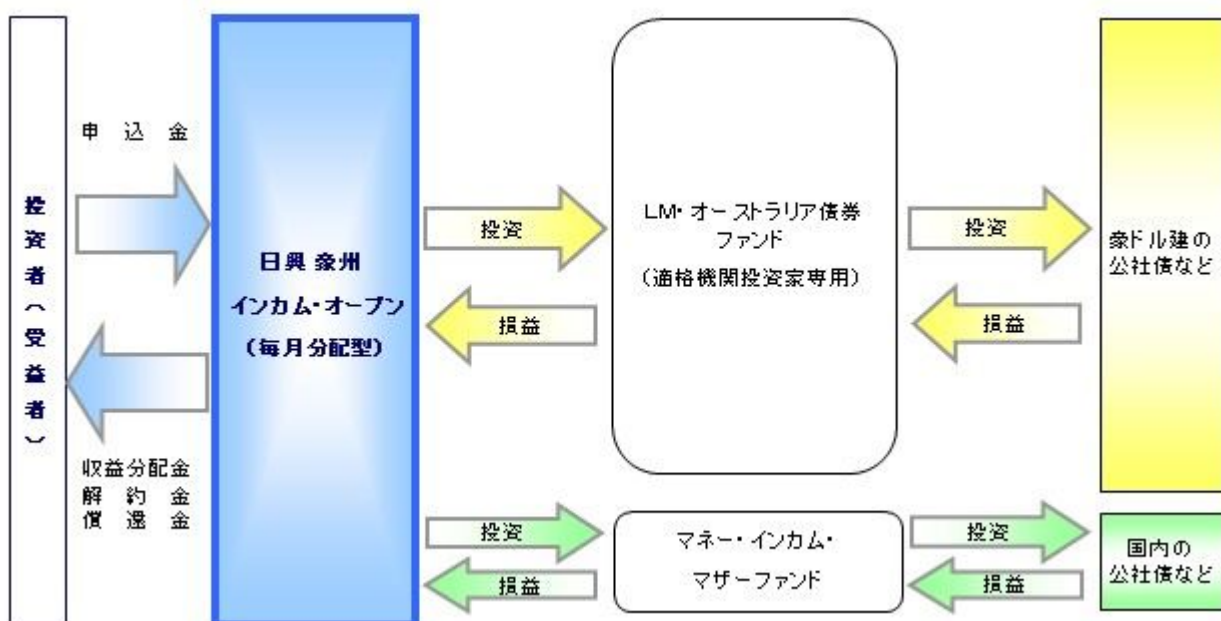 投資者(受益者)
申 込 金
収益分配金
解 約 金
償 還 金
日興 豪州
インカム・オープン
(毎月分配型)
投資
損益
投資
損益
LM・オーストラリア債券
ファンド
(適格機関投資家専用)
マネー・インカム・
マザーファンド
投資
損益
投資
損益
豪ドル建の
公社債など
国内の
公社債など